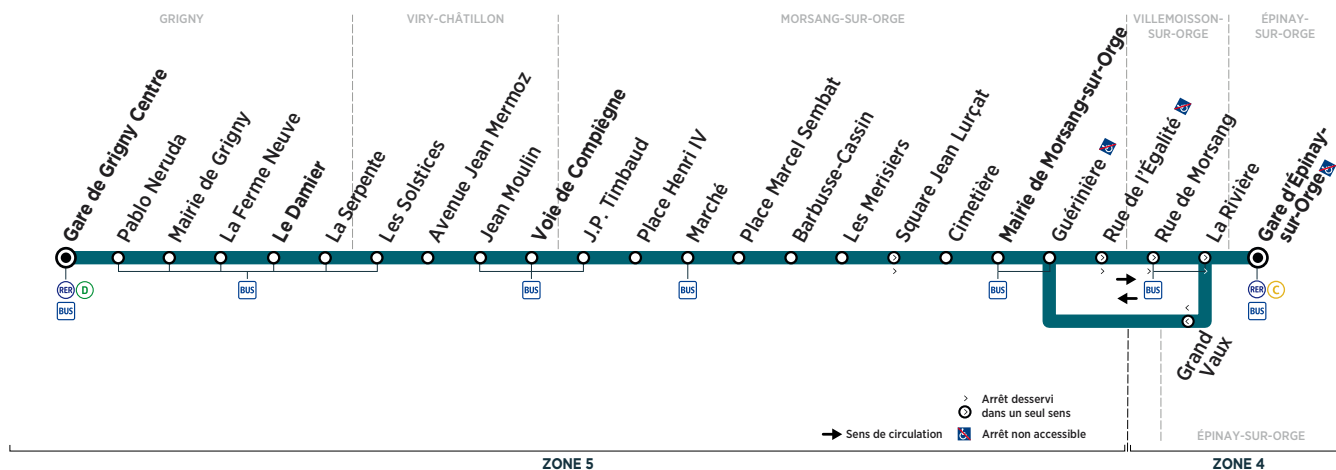 GRIGNY
VIRY-CHÂTILLON
MORSANG-SUR-ORGE
VILLEMOISSON-
SUR-ORGE
ÉPINAY-
SUR-ORGE
Gare de Grigny Centre
Pablo Neruda
Mairie de Grigny
La Ferme Neuve
Le Damier
La Serpente
Les Solstices
Avenue Jean Mermoz
Jean Moulin
Voie de Compiègne
J.P. Timbaud
Place Henri IV
Marché
Place Marcel Sembat
Barbusse-Cassin
Les Merisiers
Square Jean Lurçat
Cimetière
Mairie de Morsang-sur-Orge
Guérinière
Rue de l'Égalité
Rue de Morsang
La Rivière
Gare d'Épinay-
sur-Orge
RER D
BUS
BUS
BUS
BUS
BUS
BUS
RER C
BUS
Grand
Vaux
Arrêt desservi
dans un seul sens
Sens de circulation
Arrêt non accessible
ÉPINAY-SUR-ORGE
ZONE 5
ZONE 4